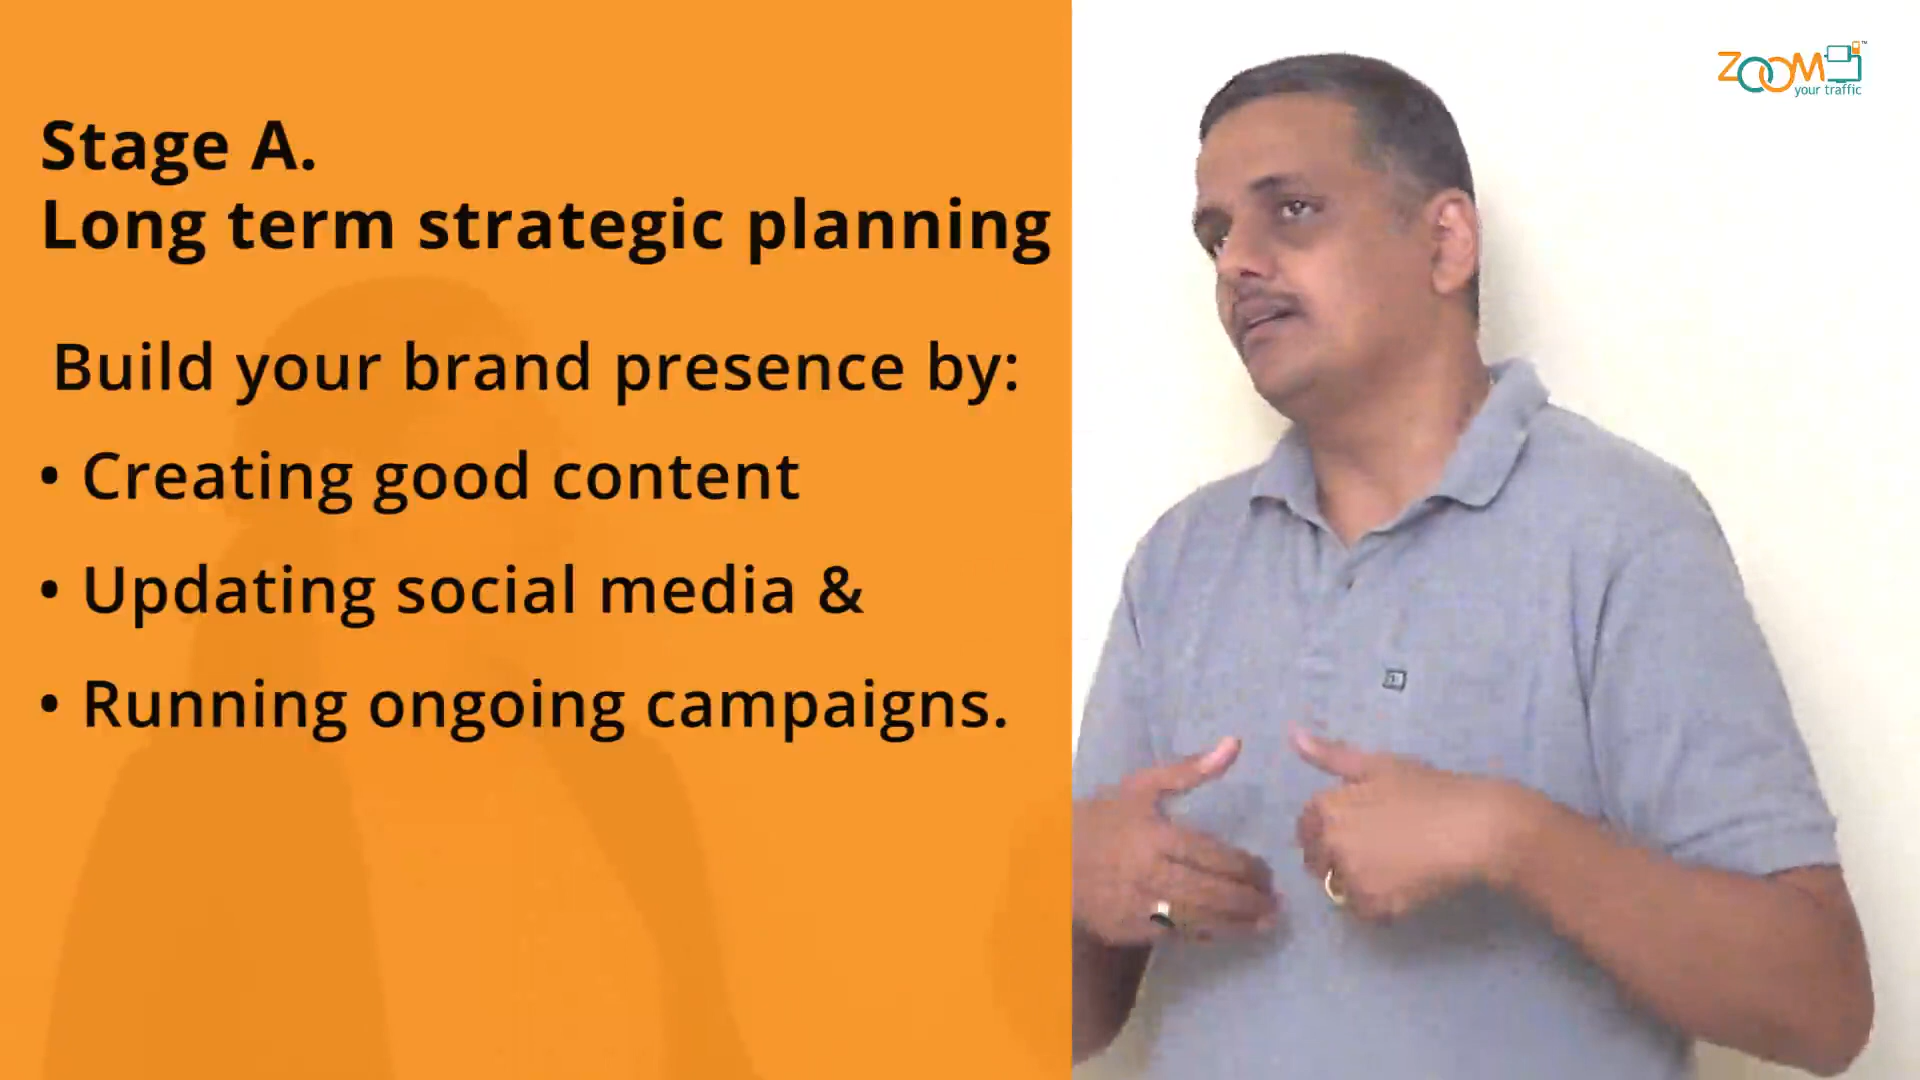 Stage A.
Long term strategic planning
Build your brand presence by:
• Creating good content
• Updating social media &
• Running ongoing campaigns.
ZOOM™
your traffic